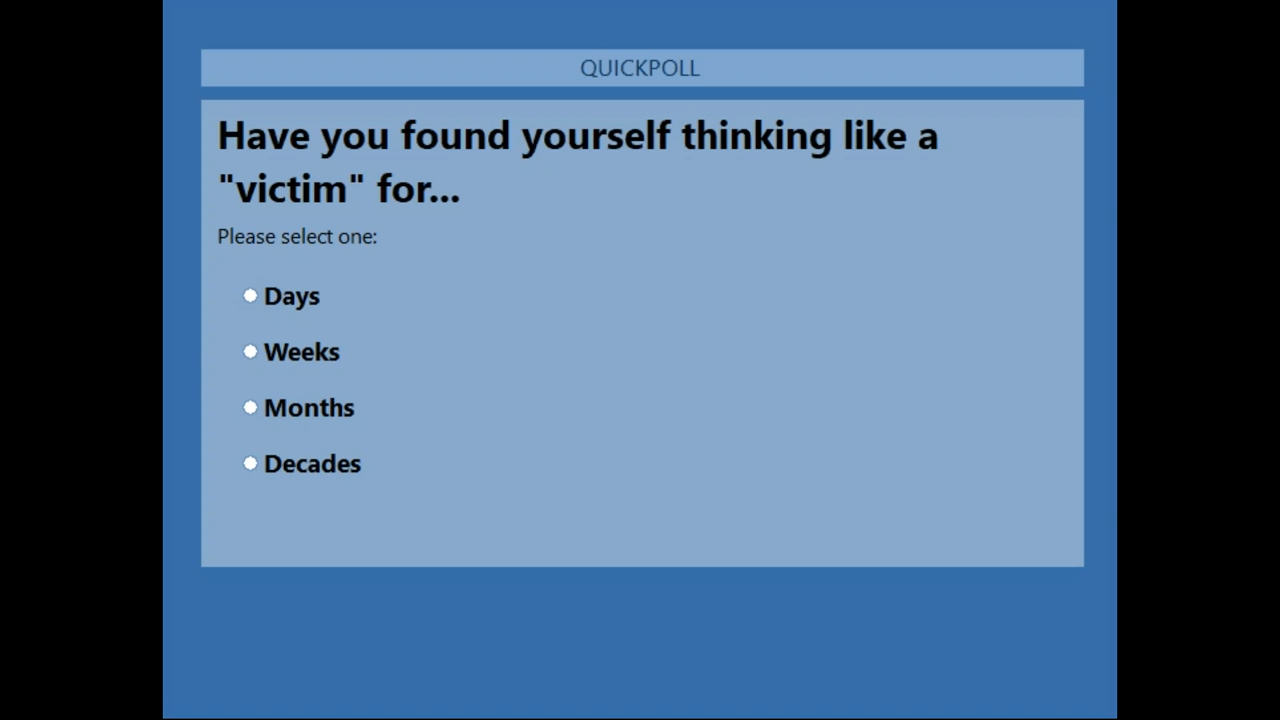 QUICKPOLL
Have you found yourself thinking like a
"victim" for...
Please select one:
Days
Weeks
Months
Decades